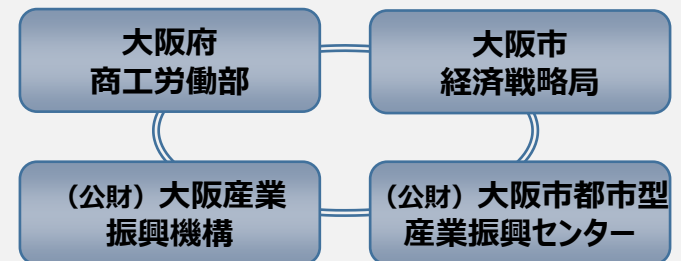 大阪府
商工労働部
大阪市
経済戦略局
（公財）大阪産業
振興機構
（公財）大阪市都市型
産業振興センター